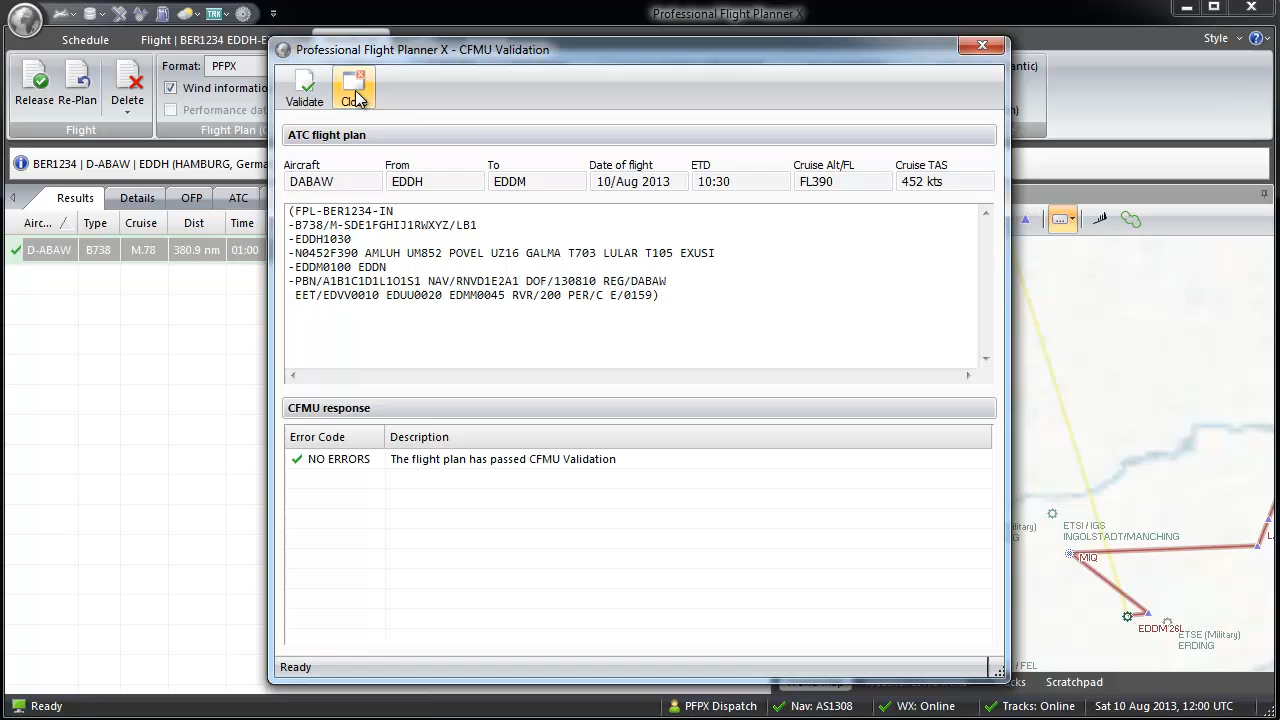 Professional Flight Planner X
Schedule
Flight | BER1234 EDDH-E
Style
Professional Flight Planner X - CFMU Validation
Format:
PFPX
Release
Re-Plan
Delete
Wind informatio
Performance dat
Flight
Flight Plan (
Validate
Close
antic)
ATC flight plan
BER1234 | D-ABAW | EDDH (HAMBURG, Germa
Aircraft
From
To
Date of flight
ETD
Cruise Alt/FL
Cruise TAS
DABAW
EDDH
EDDM
10/Aug 2013
10:30
FL390
452 kts
Results
Details
OFP
ATC
Airc...
Type
Cruise
Dist
Time
D-ABAW
B738
M.78
380.9 nm
01:00
(FPL-BER1234-IN
-EDDH1030
-N0452F390 AMLUH UM852 POVEL UZ16 GALMA T703 LULAR T105 EXUSI
-EDDM0100 EDDN
-PBN/A1B1C1D1L1O1S1 NAV/RNVD1E2A1 DOF/130810 REG/DABAW
EET/EDVV0010 EDUU0020 EDMM0045 RVR/200 PER/C E/0159)
CFMU response
Error Code
Description
NO ERRORS
The flight plan has passed CFMU Validation
ETSI / IGS
INGOLSTADT/MANCHING
MIQ
EDDM 26L
ETSE (Military)
ERDING
/ FEL
Ready
Scratchpad
Ready
PFPX Dispatch
Nav: AS1308
WX: Online
Tracks: Online
Sat 10 Aug 2013, 12:00 UTC